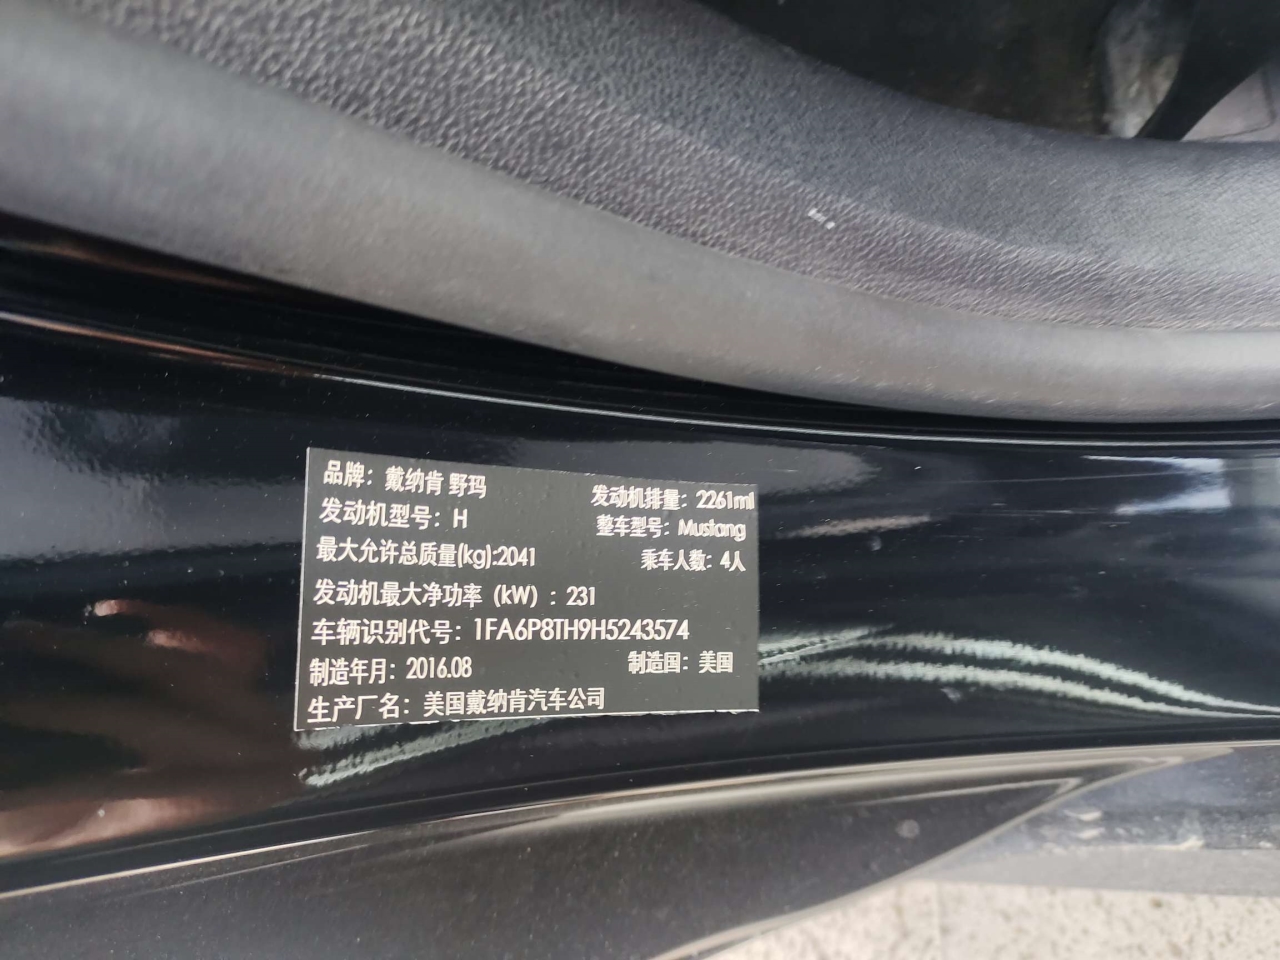 品牌：戴纳肯 野玛 发动机排量：2261ml
发动机型号：H 整车型号：Mustang
最大允许总质量(kg):2041 乘车人数：4人
发动机最大净功率（kW）：231
车辆识别代号：1FA6P8TH9H5243574
制造年月：2016.08 制造国：美国
生产厂名：美国戴纳肯汽车公司